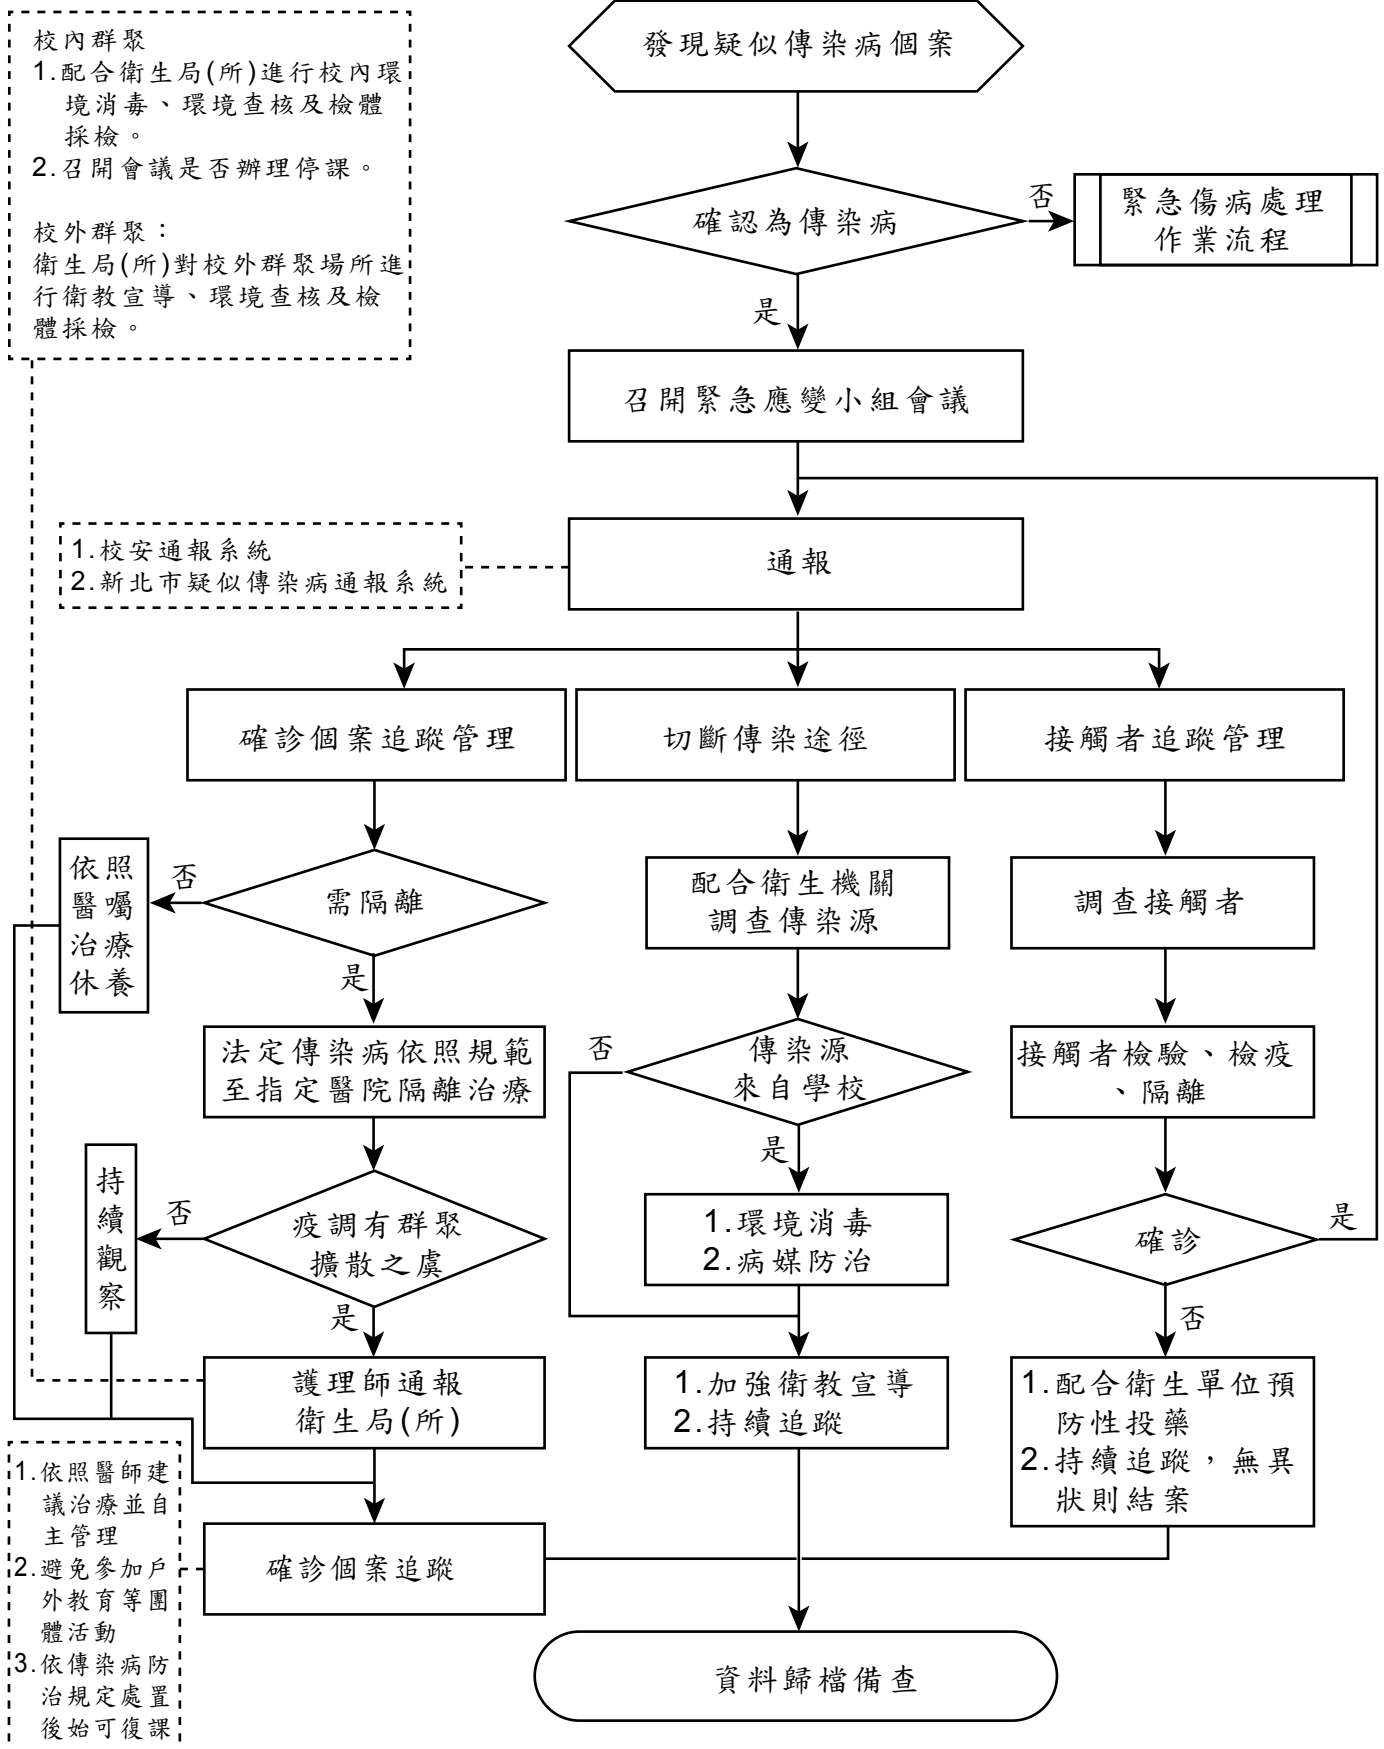 校內群聚
1.配合衛生局(所)進行校內環
境消毒、環境查核及檢體
採檢。
2.召開會議是否辦理停課。
校外群聚：
衛生局(所)對校外群聚場所進
行衛教宣導、環境查核及檢
體採檢。
發現疑似傳染病個案
確認為傳染病
否
緊急傷病處理
作業流程
是
召開緊急應變小組會議
1.校安通報系統
2.新北市疑似傳染病通報系統
通報
確診個案追蹤管理
切斷傳染途徑
接觸者追蹤管理
依照
醫囑
治療
休養
否
需隔離
配合衛生機關
調查傳染源
調查接觸者
是
法定傳染病依照規範
至指定醫院隔離治療
否
傳染源
來自學校
接觸者檢驗、檢疫
、隔離
是
持
續
觀
察
否
疫調有群聚
擴散之虞
1.環境消毒
2.病媒防治
確診
是
是
否
護理師通報
衛生局(所)
1.加強衛教宣導
2.持續追蹤
1.配合衛生單位預
防性投藥
2.持續追蹤，無異
狀則結案
1.依照醫師建
議治療並自
主管理
2.避免參加戶
外教育等團
體活動
3.依傳染病防
治規定處置
後始可復課
確診個案追蹤
資料歸檔備查